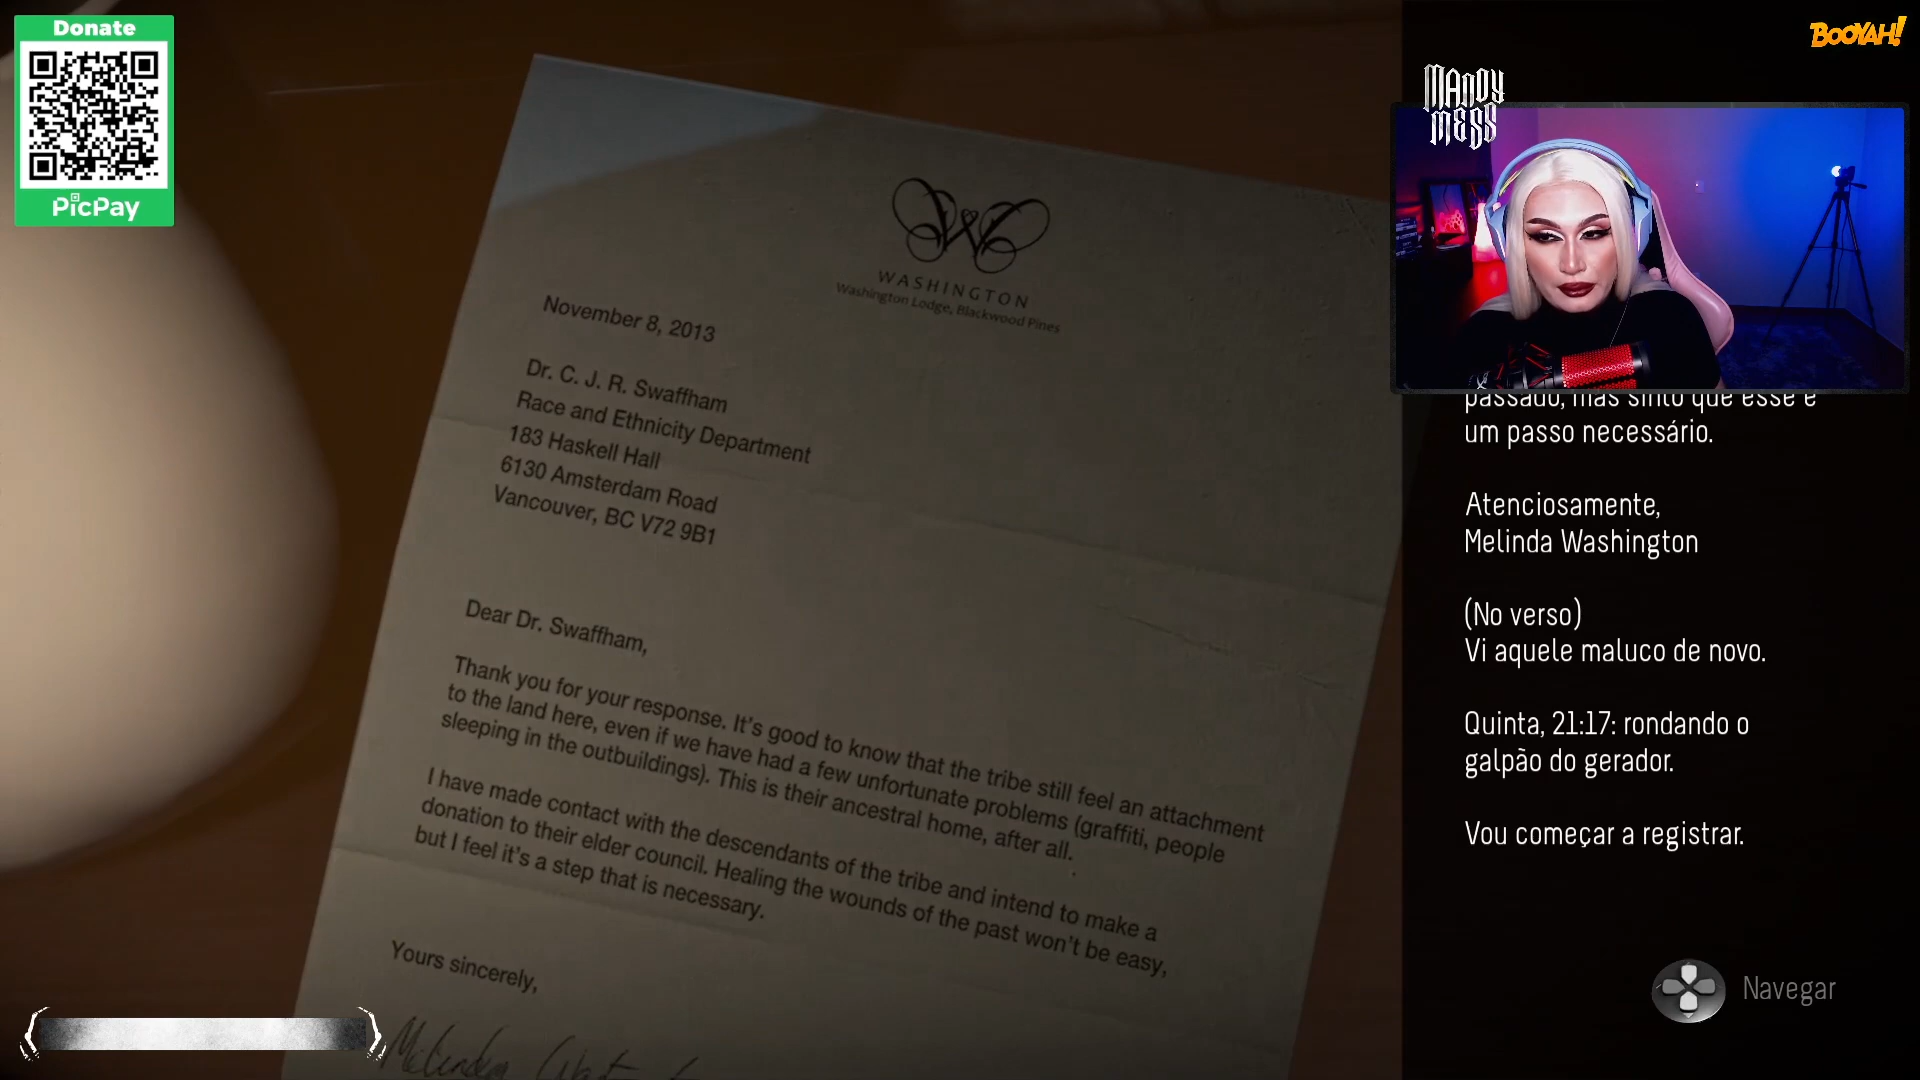 Donate
PicPay
BOOYAH!
MANDY
MESS
WASHINGTON
Washington Lodge, Blackwood Pines
November 8, 2013
Dr. C. J. R. Swaffham
Race and Ethnicity Department
183 Haskell Hall
6130 Amsterdam Road
Vancouver, BC V72 9B1
Dear Dr. Swaffham,
Thank you for your response. It's good to know that the tribe still feel an attachment
to the land here, even if we have had a few unfortunate problems (graffiti, people
sleeping in the outbuildings). This is their ancestral home, after all.
I have made contact with the descendants of the tribe and intend to make a
donation to their elder council. Healing the wounds of the past won't be easy,
but I feel it's a step that is necessary.
Yours sincerely,
passado, mas sinto que esse é
um passo necessário.
Atenciosamente,
Melinda Washington
(No verso)
Vi aquele maluco de novo.
Quinta, 21:17: rondando o
galpão do gerador.
Vou começar a registrar.
Navegar